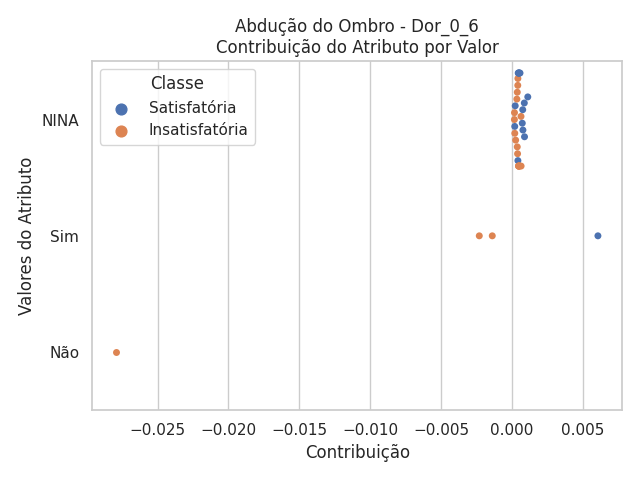 Abdução do Ombro - Dor_0_6
Contribuição do Atributo por Valor
Classe
Satisfatória
Insatisfatória
Valores do Atributo
NINA
Sim
Não
−0.025
−0.020
−0.015
−0.010
−0.005
0.000
0.005
Contribuição